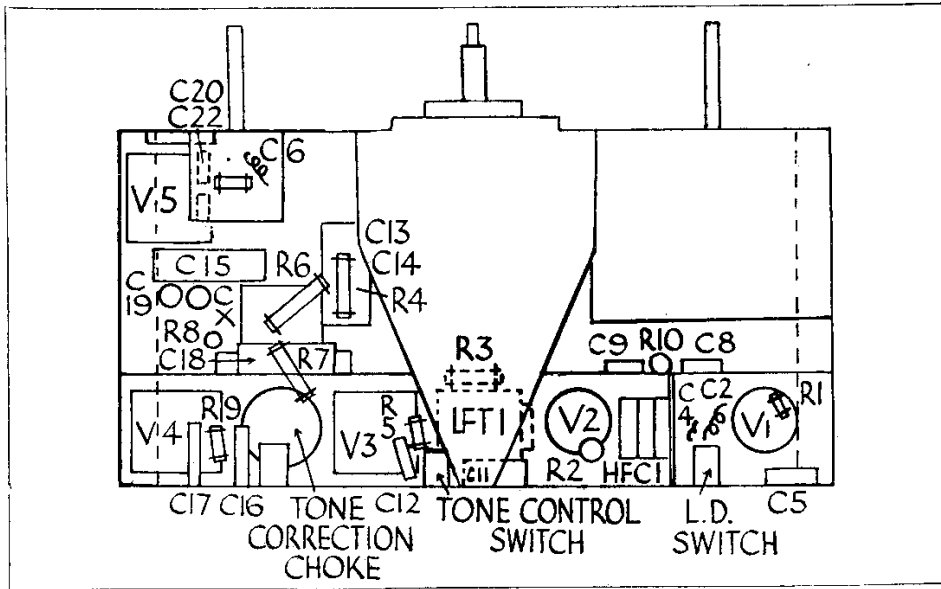 C20
C22
C6
V5
C13
C14
C15
R6
R4
C
19
C
X
R8
C18
R7
R3
C9
R10
C8
V4
R9
V3
R
5
LFT1
C11
V2
R2
HFC1
C
4
C2
V1
R1
C17
C16
TONE
CORRECTION
CHOKE
C12
TONE CONTROL
SWITCH
L.D.
SWITCH
C5